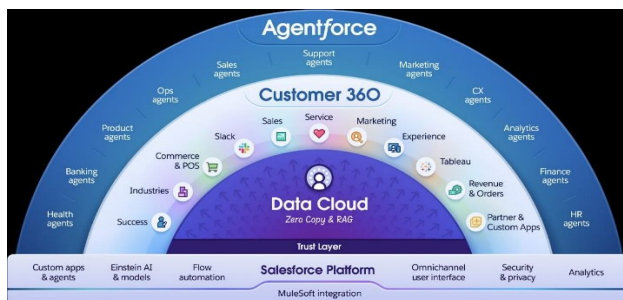 Agentforce
Support
agents
Sales
agents
Marketing
agents
Ops
agents
CX
agents
Product
agents
Analytics
agents
Banking
agents
Finance
agents
Health
agents
HR
agents
Customer 360
Service
Sales
Marketing
Slack
Experience
Commerce
& POS
Tableau
Industries
Revenue
& Orders
Success
Partner &
Custom Apps
Data Cloud
Zero Copy & RAG
Trust Layer
Custom apps
& agents
Einstein AI
& models
Flow
automation
Salesforce Platform
Omnichannel
user interface
Security
& privacy
Analytics
MuleSoft integration